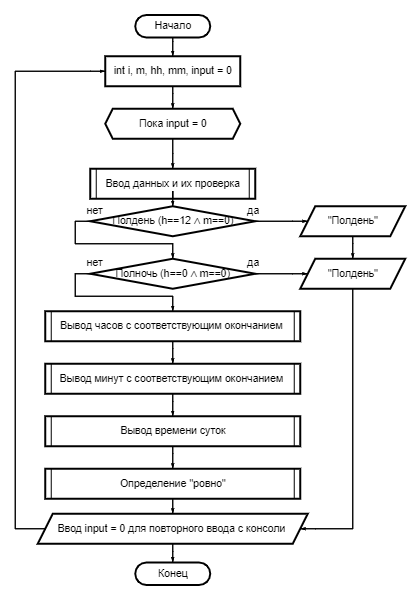 Начало
int i, m, hh, mm, input = 0
Пока input = 0
Ввод данных и их проверка
нет
Полдень (h==12 ∧ m==0)
да
"Полдень"
нет
Полночь (h==0 ∧ m==0)
да
"Полдень"
Вывод часов с соответствующим окончанием
Вывод минут с соответствующим окончанием
Вывод времени суток
Определение "ровно"
Ввод input = 0 для повторного ввода с консоли
Конец